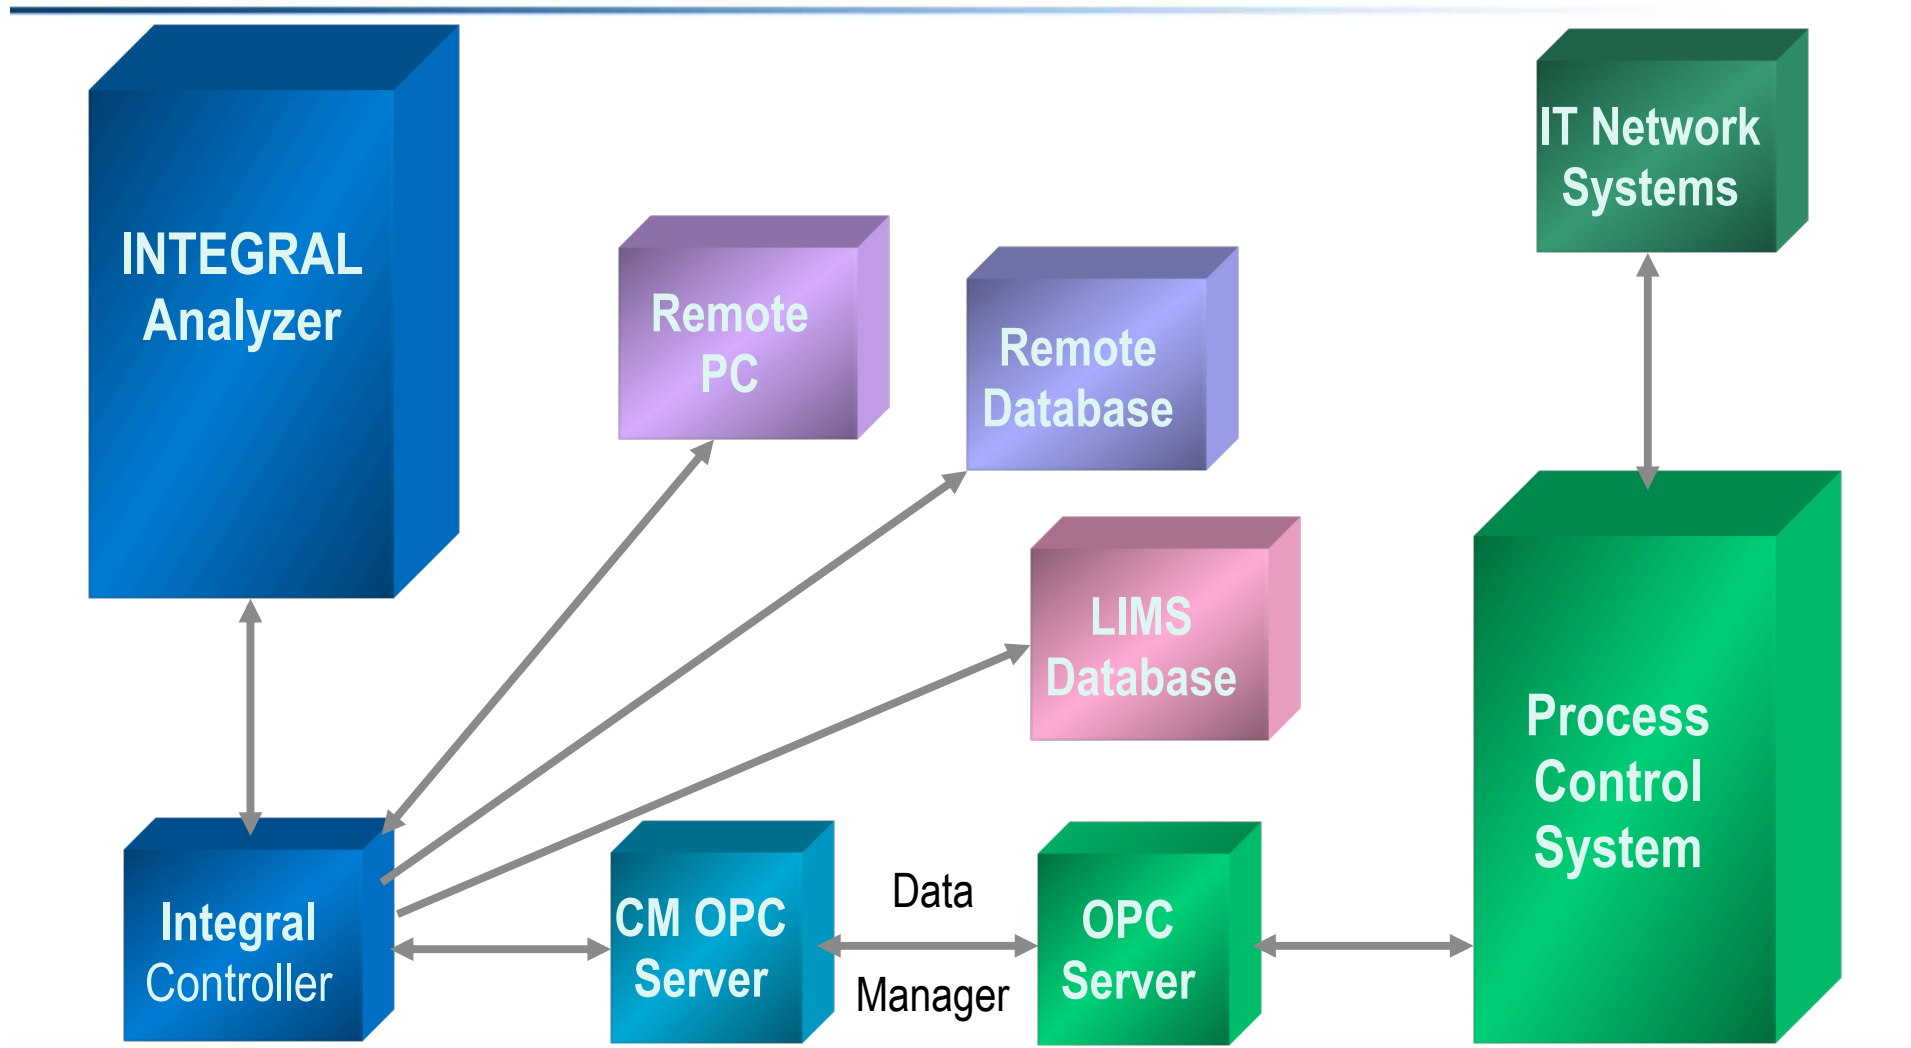 INTEGRAL
Analyzer
IT Network
Systems
Remote
PC
Remote
Database
LIMS
Database
Process
Control
System
Integral
Controller
CM OPC
Server
Data
Manager
OPC
Server